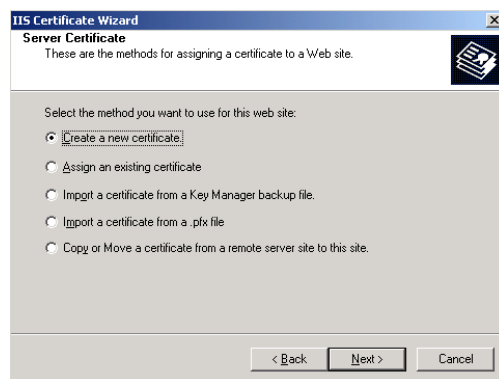 IIS Certificate Wizard
Server Certificate
These are the methods for assigning a certificate to a Web site.
Select the method you want to use for this web site:
Create a new certificate.
Assign an existing certificate
Import a certificate from a Key Manager backup file.
Import a certificate from a .pfx file
Copy or Move a certificate from a remote server site to this site.
< Back
Next >
Cancel